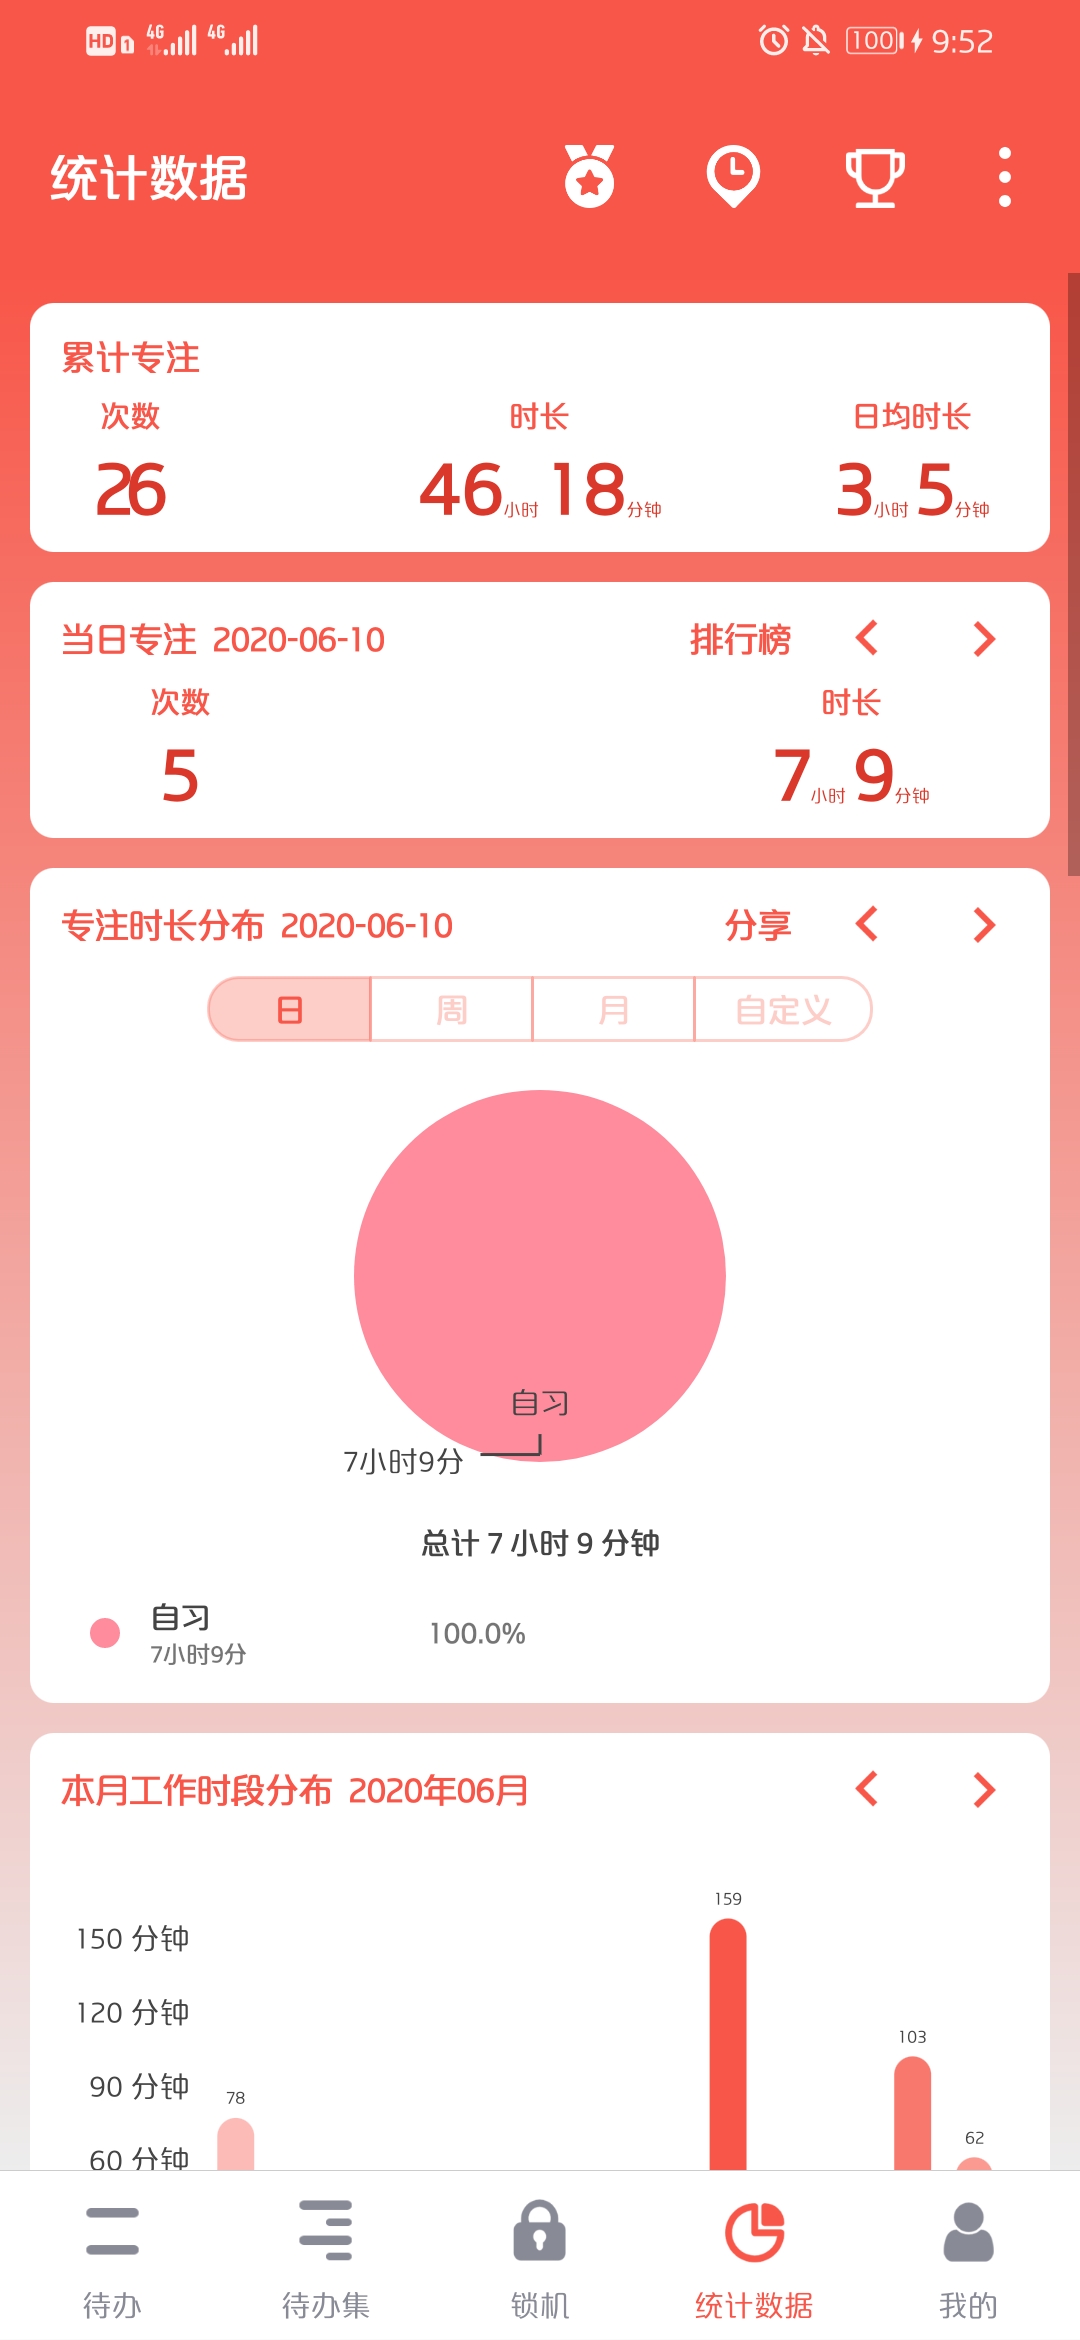 HD 1 4G 4G 100 9:52
统计数据
累计专注
次数 时长 日均时长
26 46小时18分钟 3小时5分钟
当日专注 2020-06-10 排行榜
次数 时长
5 7小时9分钟
专注时长分布 2020-06-10 分享
日 周 月 自定义
自习
7小时9分
总计 7 小时 9 分钟
自习
7小时9分
100.0%
本月工作时段分布 2020年06月
159
150 分钟
120 分钟
103
90 分钟
78
62
60 分钟
待办 待办集 锁机 统计数据 我的